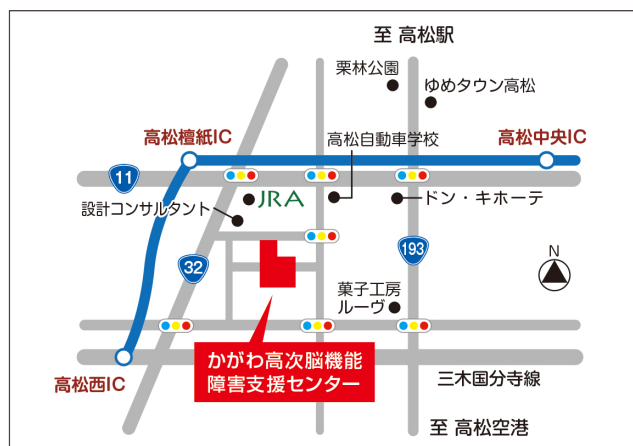 至 高松駅
栗林公園
ゆめタウン高松
高松檀紙IC
高松自動車学校
高松中央IC
11
JRA
設計コンサルタント
ドン・キホーテ
193
32
N
菓子工房
ルーヴ
かがわ高次脳機能
障害支援センター
高松西IC
三木国分寺線
至 高松空港